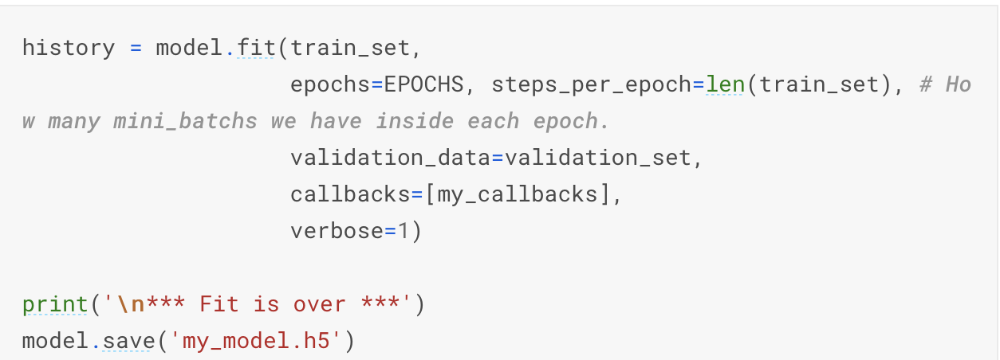 history = model.fit(train_set,
                    epochs=EPOCHS, steps_per_epoch=len(train_set), # Ho
w many mini_batchs we have inside each epoch.
                    validation_data=validation_set,
                    callbacks=[my_callbacks],
                    verbose=1)

print('\n*** Fit is over ***')
model.save('my_model.h5')